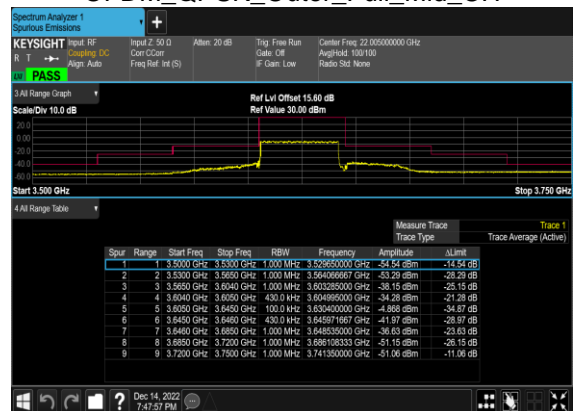 Spectrum Analyzer 1
Spurious Emissions
KEYSIGHT
R T
LU PASS
Input: RF
Coupling: DC
Align: Auto
Input Z: 50 Ω
Corr CCorr
Freq Ref: Int (S)
Atten: 20 dB
Trig: Free Run
Gate: Off
IF Gain: Low
Center Freq: 22.005000000 GHz
Avg|Hold: 100/100
Radio Std: None
3 All Range Graph
Scale/Div 10.0 dB
Ref Lvl Offset 15.60 dB
Ref Value 30.00 dBm
20.0
0.00
-20.0
-40.0
-60.0
Start 3.500 GHz
Stop 3.750 GHz
4 All Range Table
Measure Trace Trace 1
Trace Type Trace Average (Active)
Spur Range Start Freq Stop Freq RBW Frequency Amplitude ΔLimit
1 1 3.5000 GHz 3.5300 GHz 1.000 MHz 3.529650000 GHz -54.54 dBm -14.54 dB
2 2 3.5300 GHz 3.5650 GHz 1.000 MHz 3.564066667 GHz -53.29 dBm -28.29 dB
3 3 3.5650 GHz 3.6040 GHz 1.000 MHz 3.603285000 GHz -38.15 dBm -25.15 dB
4 4 3.6040 GHz 3.6050 GHz 430.0 kHz 3.604995000 GHz -34.28 dBm -21.28 dB
5 5 3.6050 GHz 3.6450 GHz 100.0 kHz 3.630400000 GHz -4.868 dBm -34.87 dB
6 6 3.6450 GHz 3.6460 GHz 430.0 kHz 3.645971667 GHz -41.97 dBm -28.97 dB
7 7 3.6460 GHz 3.6850 GHz 1.000 MHz 3.648535000 GHz -36.63 dBm -23.63 dB
8 8 3.6850 GHz 3.7200 GHz 1.000 MHz 3.686108333 GHz -51.15 dBm -26.15 dB
9 9 3.7200 GHz 3.7500 GHz 1.000 MHz 3.741350000 GHz -51.06 dBm -11.06 dB
Dec 14, 2022
7:47:57 PM